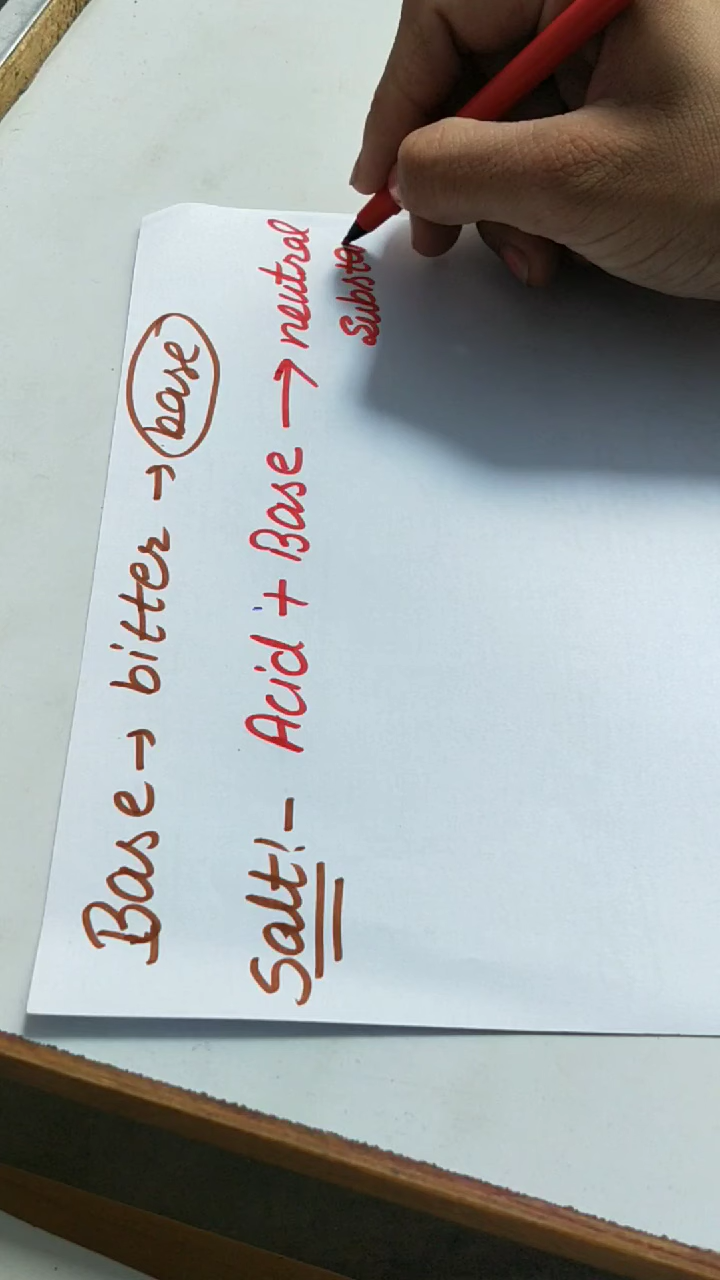 Base → bitter → base
Salt:- Acid + Base → neutral